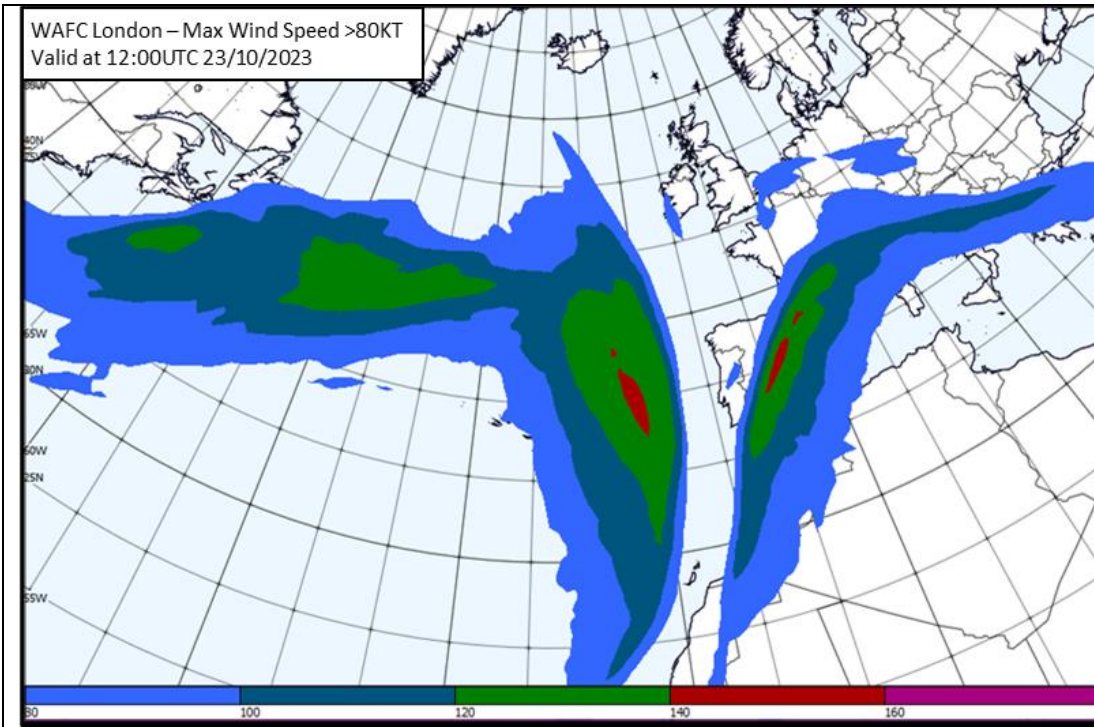 WAFC London – Max Wind Speed >80KT
Valid at 12:00UTC 23/10/2023
65W
30N
60W
25N
55W
80 100 120 140 160